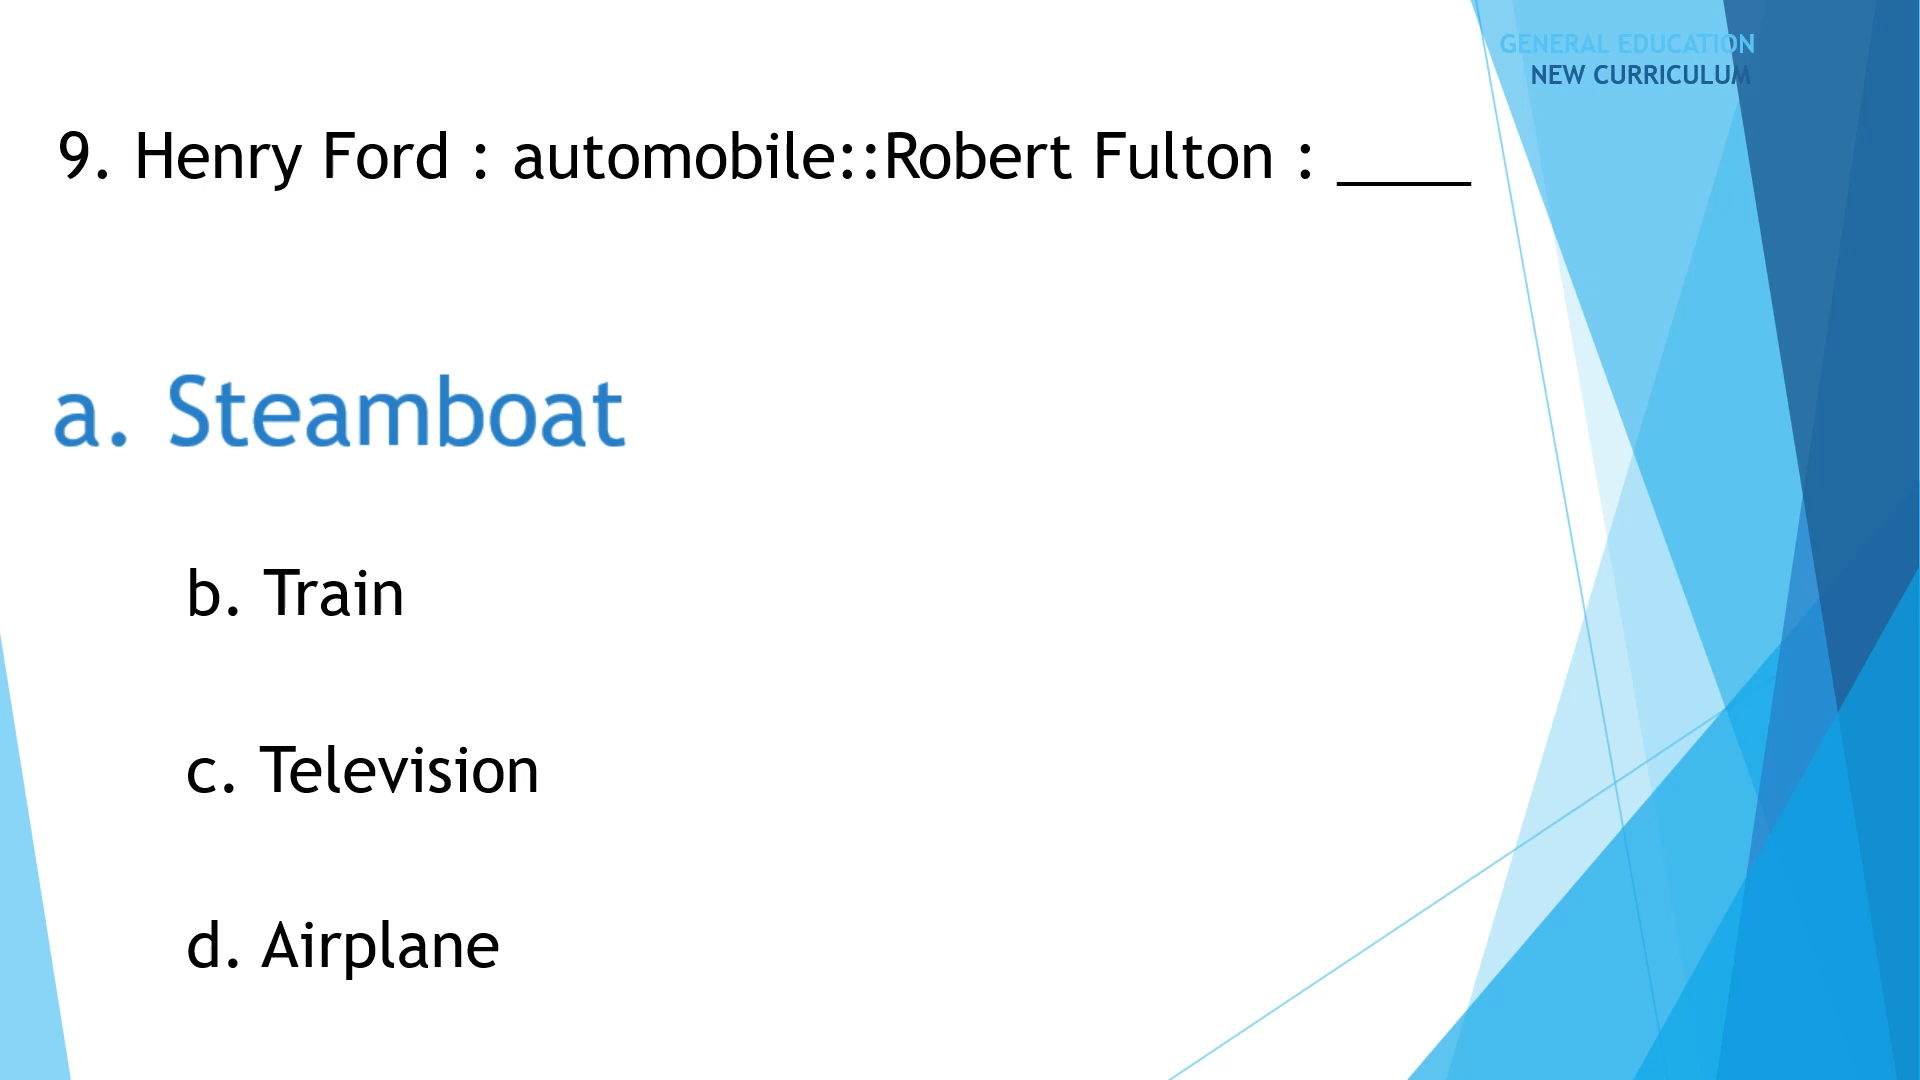 GENERAL EDUCATION
NEW CURRICULUM
9. Henry Ford : automobile::Robert Fulton : ____
a. Steamboat
b. Train
c. Television
d. Airplane